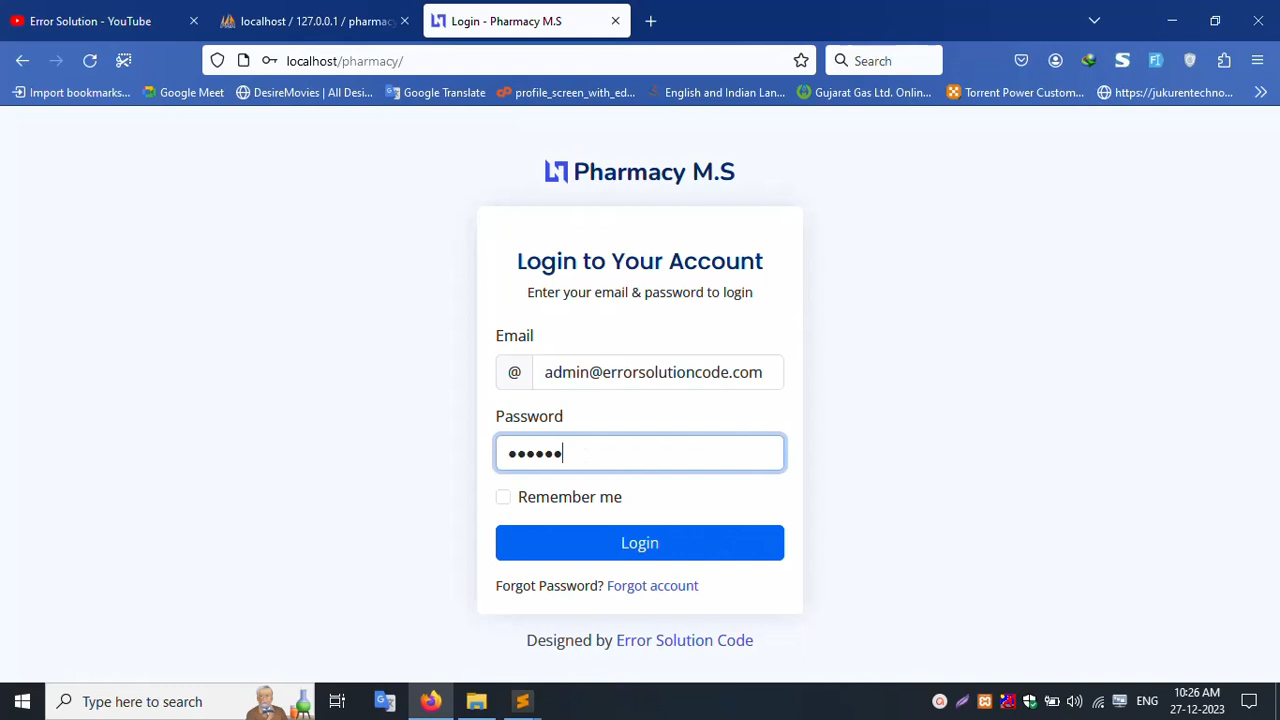 Error Solution - YouTube
localhost / 127.0.0.1 / pharmacy
Login - Pharmacy M.S
localhost/pharmacy/
Search
Import bookmarks...
Google Meet
DesireMovies | All Desi...
Google Translate
profile_screen_with_ed...
English and Indian Lan...
Gujarat Gas Ltd. Onlin...
Torrent Power Custom...
https://jukurentechno...
Pharmacy M.S
Login to Your Account
Enter your email & password to login
Email
@ admin@errorsolutioncode.com
Password
••••••
Remember me
Login
Forgot Password? Forgot account
Designed by Error Solution Code
Type here to search
ENG
10:26 AM
27-12-2023